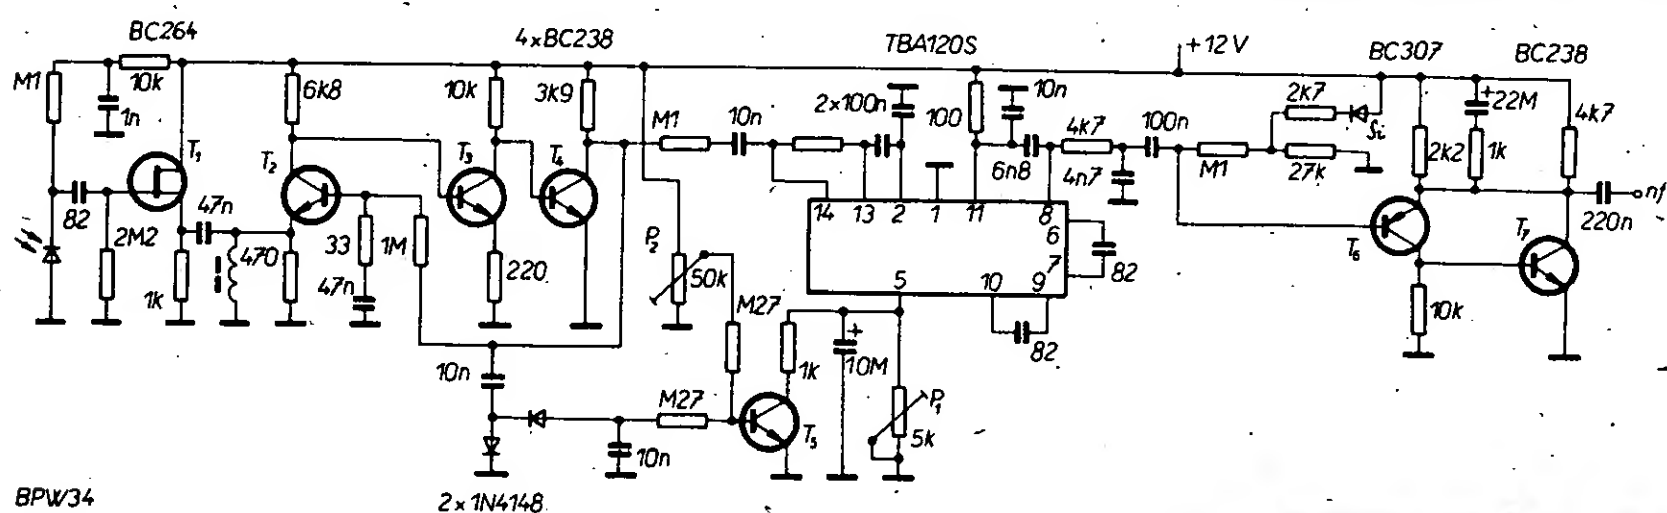 BC264
4xBC238
TBA120S
+12V
BC307
BC238
M1
10k
1n
6k8
10k
3k9
M1
10n
2x100n
100
10n
4k7
100n
2k7
Si
+
22M
4k7
T1
T2
T3
T4
6n8
4n7
M1
27k
2k2
1k
82
2M2
47n
470
33
1M
220
P2
50k
14
13
2
1
11
8
6
7
82
5
10
9
82
T6
T7
220n
nf
1k
47n
10n
M27
M27
1k
+
10M
P1
5k
10k
10n
T5
BPW34
2x1N4148